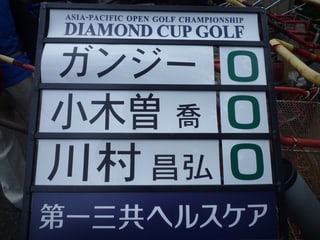 ASIA-PACIFIC OPEN GOLF CHAMPIONSHIP
DIAMOND CUP GOLF
ガンジー 0
小木曽 喬 0
川村 昌弘 0
第一三共ヘルスケア